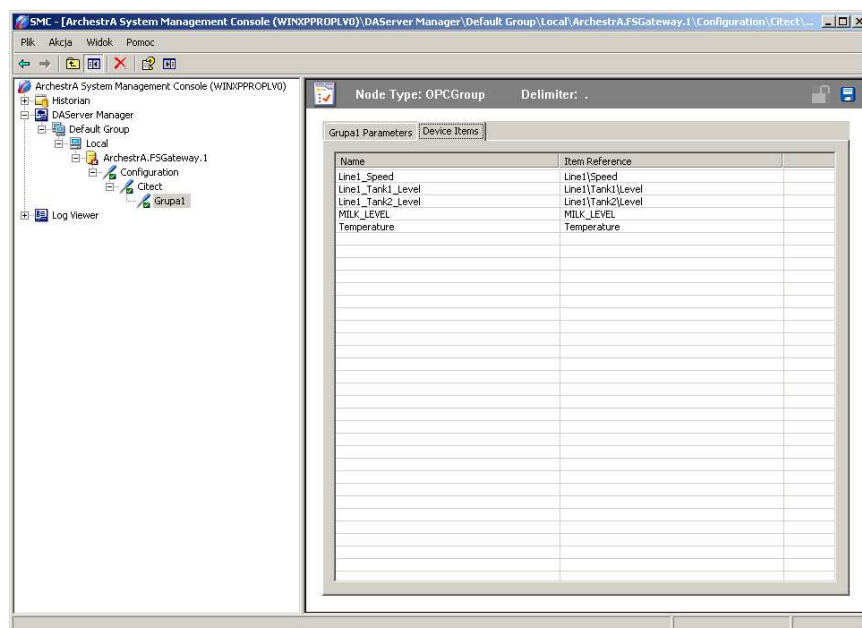 SMC - [ArchestrA System Management Console (WINXPPROPLV0)\DAServer Manager\Default Group\Local\ArchestrA.FSGateway.1\Configuration\Citect\...
Plik Akcja Widok Pomoc
ArchestrA System Management Console (WINXPPROPLV0)
Historian
DAServer Manager
Default Group
Local
ArchestrA.FSGateway.1
Configuration
Citect
Grupa1
Log Viewer
Node Type: OPCGroup Delimiter: .
Grupa1 Parameters Device Items
Name Item Reference
Line1_Speed Line1\Speed
Line1_Tank1_Level Line1\Tank1\Level
Line1_Tank2_Level Line1\Tank2\Level
MILK_LEVEL MILK_LEVEL
Temperature Temperature